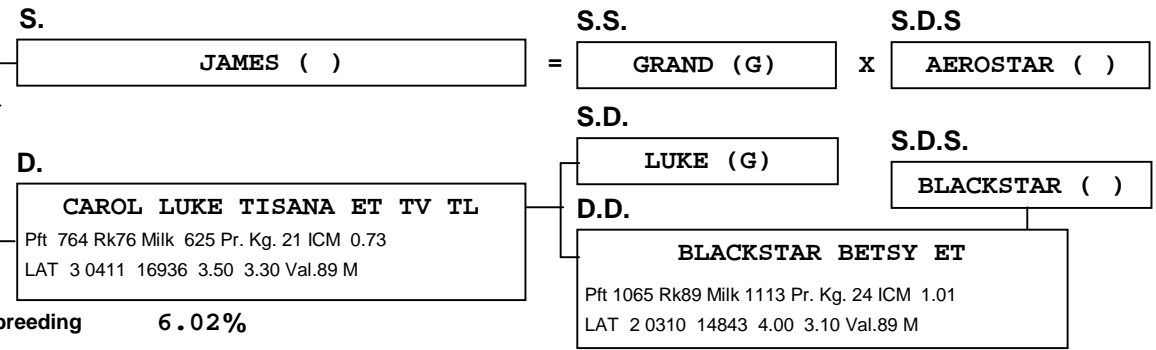 S.
S.S.
S.D.S
JAMES ( )
=
GRAND (G)
X
AEROSTAR ( )
S.D.
LUKE (G)
S.D.S.
BLACKSTAR ( )
D.
CAROL LUKE TISANA ET TV TL
Pft 764 Rk76 Milk 625 Pr. Kg. 21 ICM 0.73
LAT 3 0411 16936 3.50 3.30 Val.89 M
D.D.
BLACKSTAR BETSY ET
Pft 1065 Rk89 Milk 1113 Pr. Kg. 24 ICM 1.01
LAT 2 0310 14843 4.00 3.10 Val.89 M
breeding 6.02%